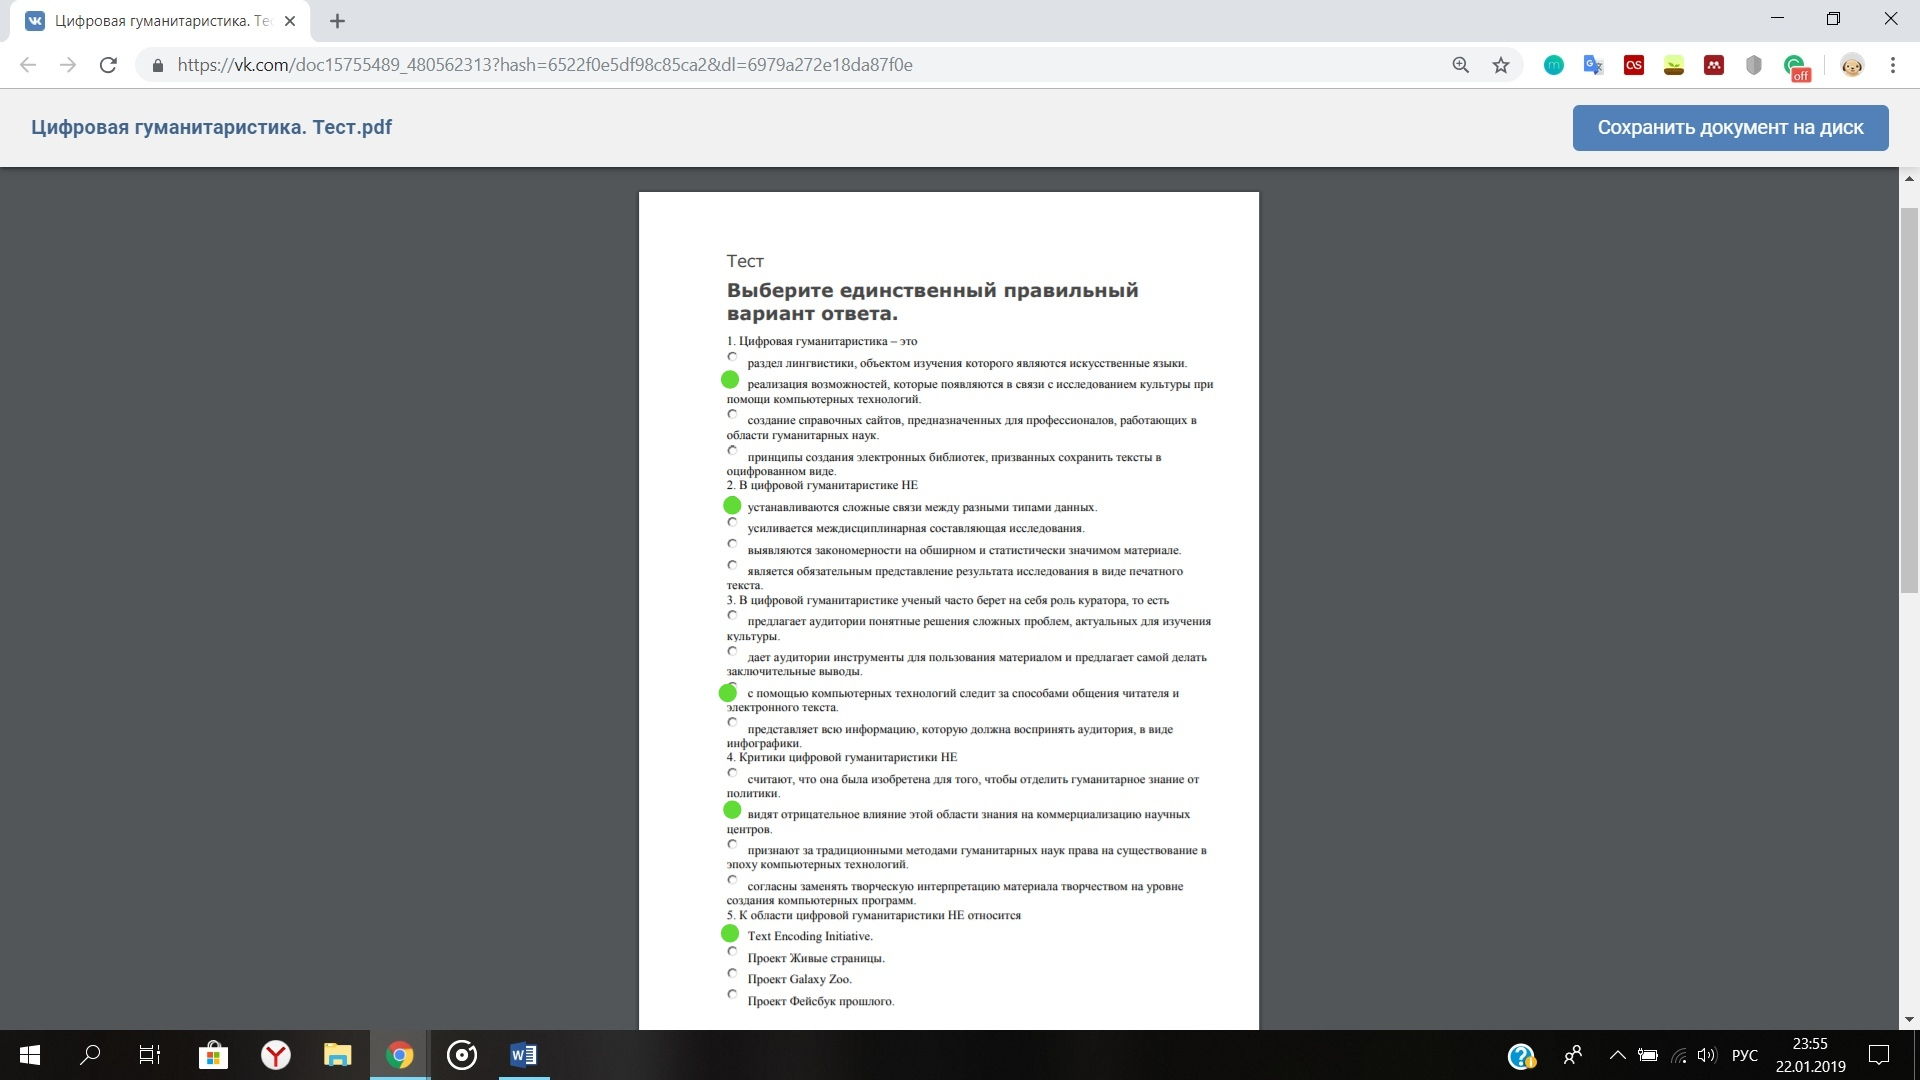 Цифровая гуманитаристика. Тес
https://vk.com/doc15755489_480562313?hash=6522f0e5df98c85ca2&dl=6979a272e18da87f0e
off
Цифровая гуманитаристика. Тест.pdf
Сохранить документ на диск
Тест
Выберите единственный правильный
вариант ответа.
1. Цифровая гуманитаристика – это
раздел лингвистики, объектом изучения которого являются искусственные языки.
реализация возможностей, которые появляются в связи с исследованием культуры при
помощи компьютерных технологий.
создание справочных сайтов, предназначенных для профессионалов, работающих в
области гуманитарных наук.
принципы создания электронных библиотек, призванных сохранить тексты в
оцифрованном виде.
2. В цифровой гуманитаристике НЕ
устанавливаются сложные связи между разными типами данных.
усиливается междисциплинарная составляющая исследования.
выявляются закономерности на обширном и статистически значимом материале.
является обязательным представление результата исследования в виде печатного
текста.
3. В цифровой гуманитаристике ученый часто берет на себя роль куратора, то есть
предлагает аудитории понятные решения сложных проблем, актуальных для изучения
культуры.
дает аудитории инструменты для пользования материалом и предлагает самой делать
заключительные выводы.
с помощью компьютерных технологий следит за способами общения читателя и
электронного текста.
представляет всю информацию, которую должна воспринять аудитория, в виде
инфографики.
4. Критики цифровой гуманитаристики НЕ
считают, что она была изобретена для того, чтобы отделить гуманитарное знание от
политики.
видят отрицательное влияние этой области знания на коммерциализацию научных
центров.
признают за традиционными методами гуманитарных наук права на существование в
эпоху компьютерных технологий.
согласны заменять творческую интерпретацию материала творчеством на уровне
создания компьютерных программ.
5. К области цифровой гуманитаристики НЕ относится
Text Encoding Initiative.
Проект Живые страницы.
Проект Galaxy Zoo.
Проект Фейсбук прошлого.
РУС
23:55
22.01.2019